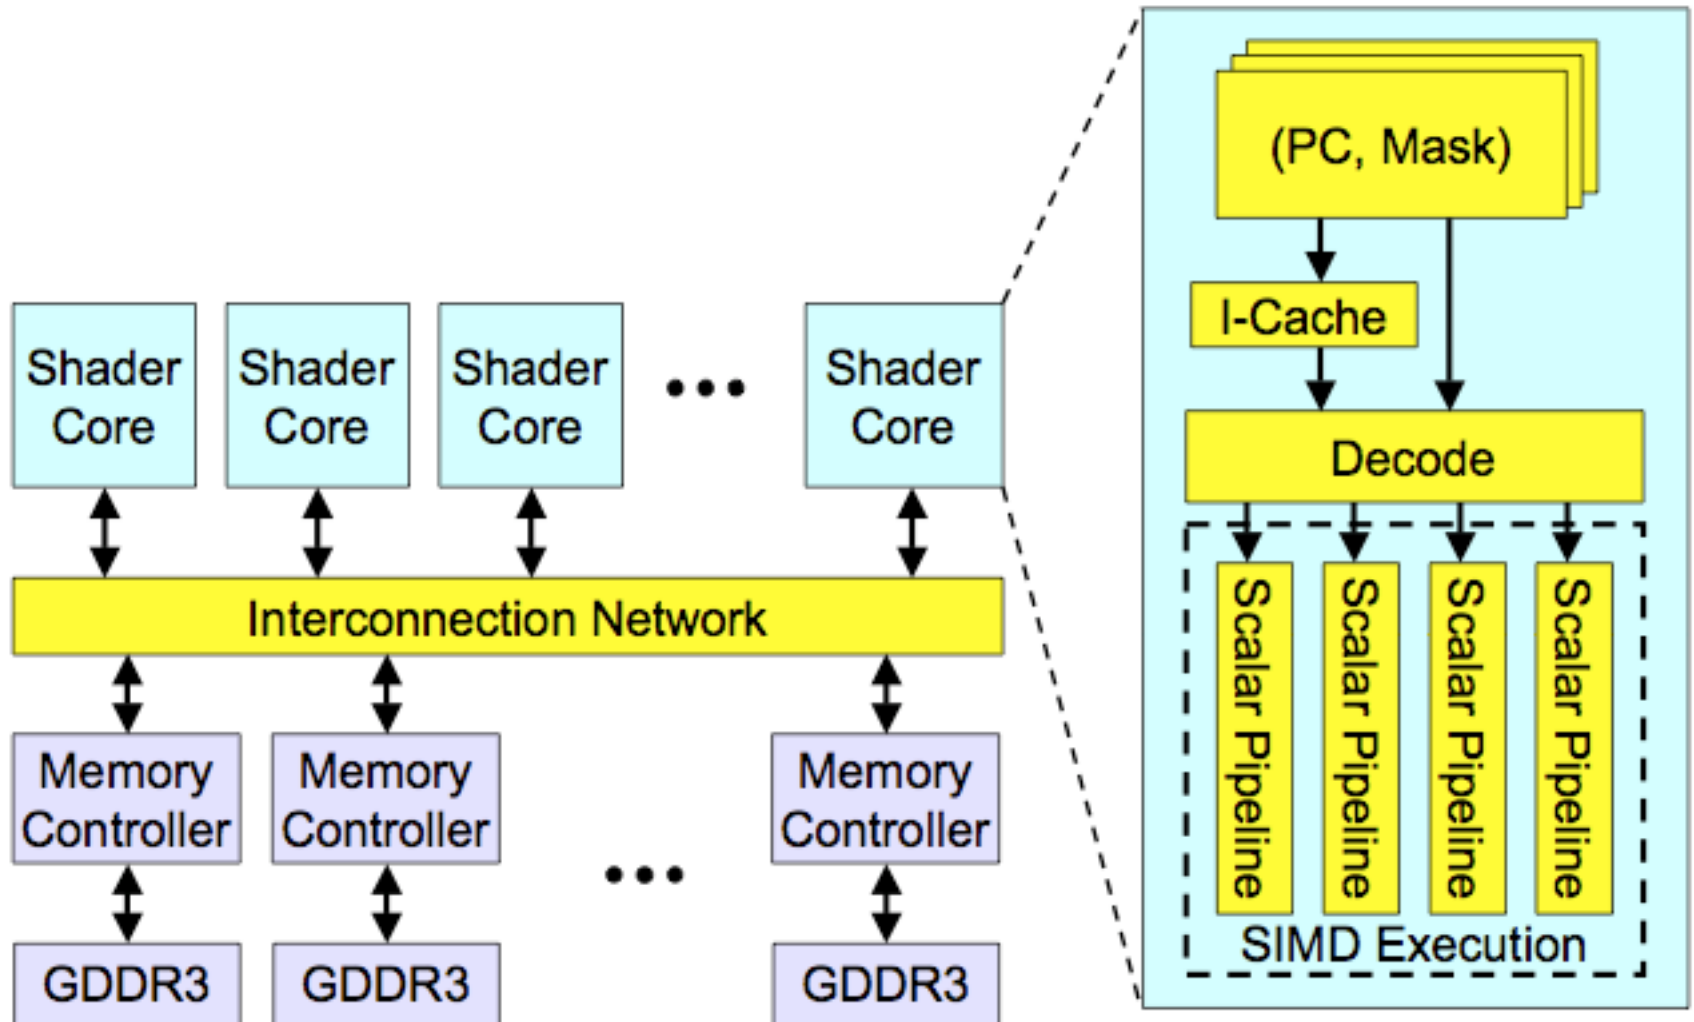 Shader
Core
Shader
Core
Shader
Core
Shader
Core
Interconnection Network
Memory
Controller
Memory
Controller
Memory
Controller
GDDR3
GDDR3
GDDR3
(PC, Mask)
I-Cache
Decode
Scalar Pipeline
Scalar Pipeline
Scalar Pipeline
Scalar Pipeline
SIMD Execution